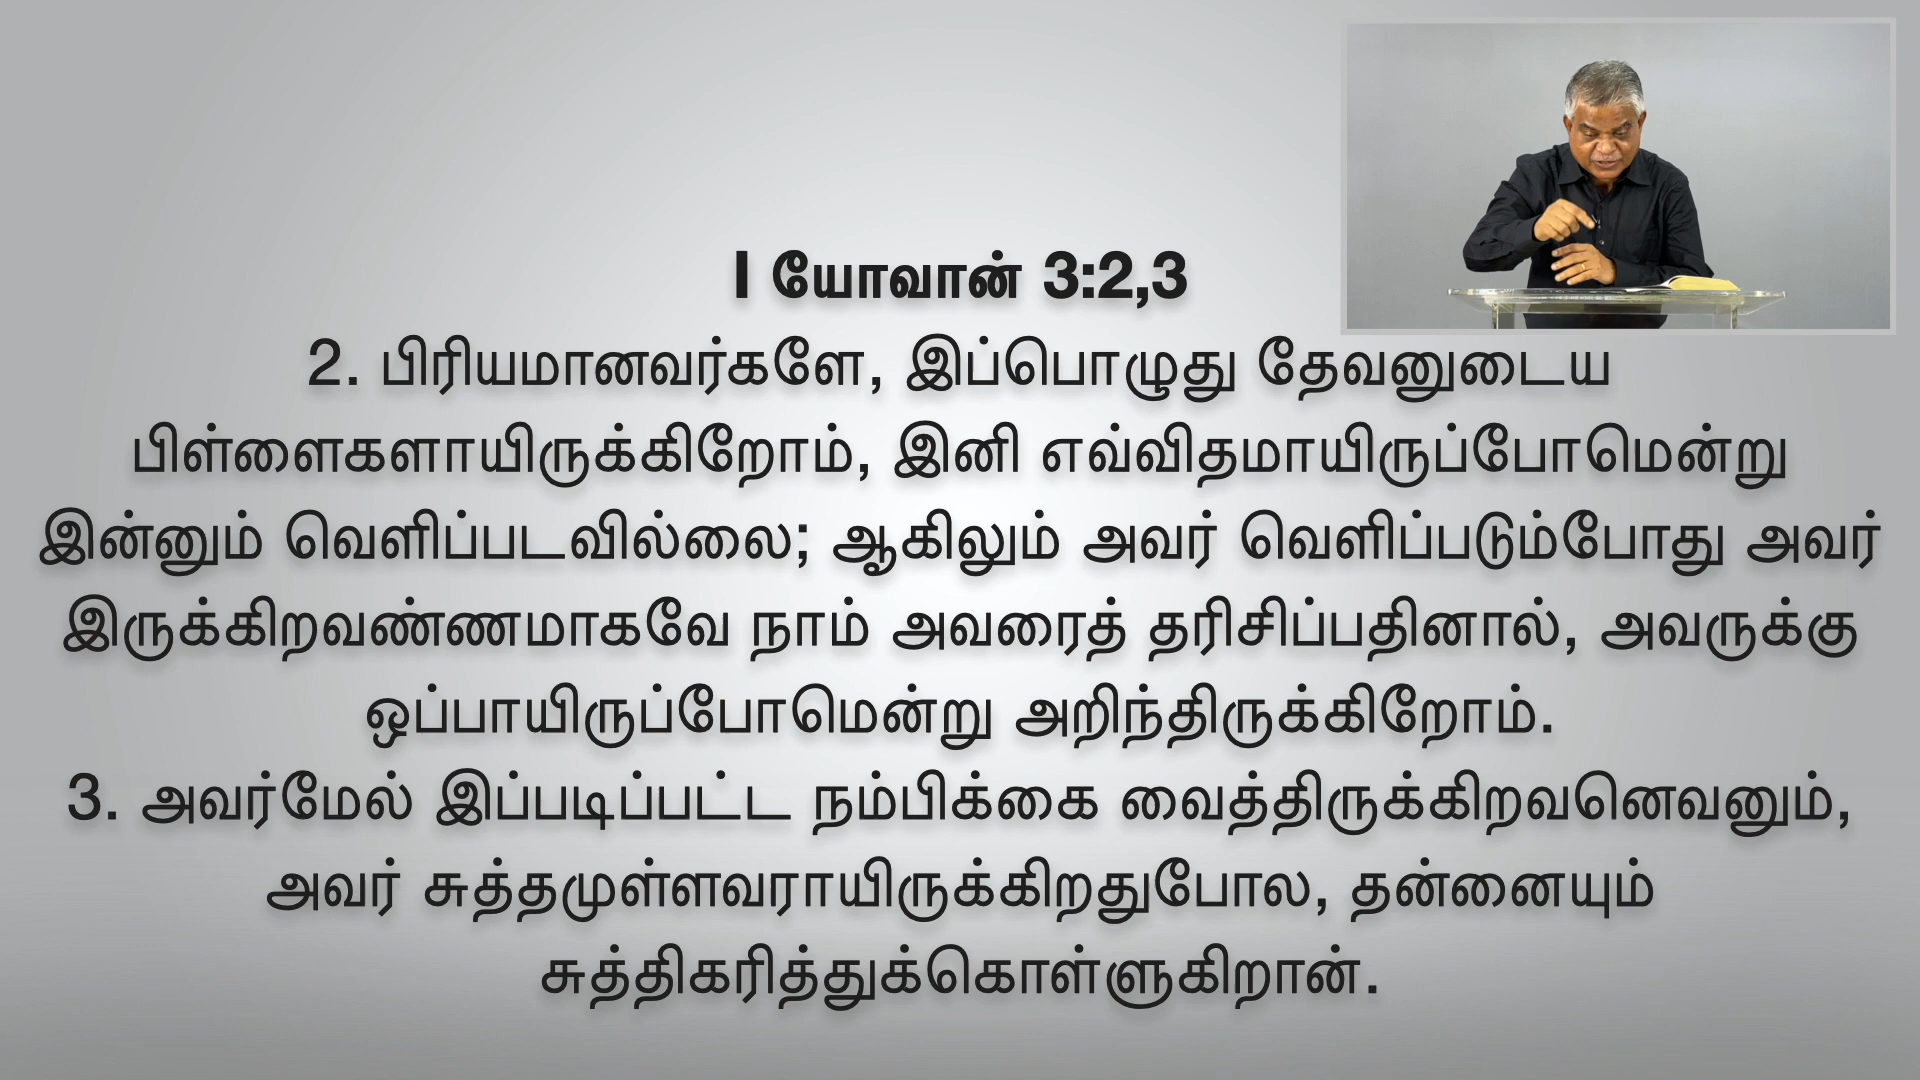 I யோவான் 3:2,3
2. பிரியமானவர்களே, இப்பொழுது தேவனுடைய
பிள்ளைகளாயிருக்கிறோம், இனி எவ்விதமாயிருப்போமென்று
இன்னும் வெளிப்படவில்லை; ஆகிலும் அவர் வெளிப்படும்போது அவர்
இருக்கிறவண்ணமாகவே நாம் அவரைத் தரிசிப்பதினால், அவருக்கு
ஒப்பாயிருப்போமென்று அறிந்திருக்கிறோம்.
3. அவர்மேல் இப்படிப்பட்ட நம்பிக்கை வைத்திருக்கிறவனெவனும்,
அவர் சுத்தமுள்ளவராயிருக்கிறதுபோல, தன்னையும்
சுத்திகரித்துக்கொள்ளுகிறான்.